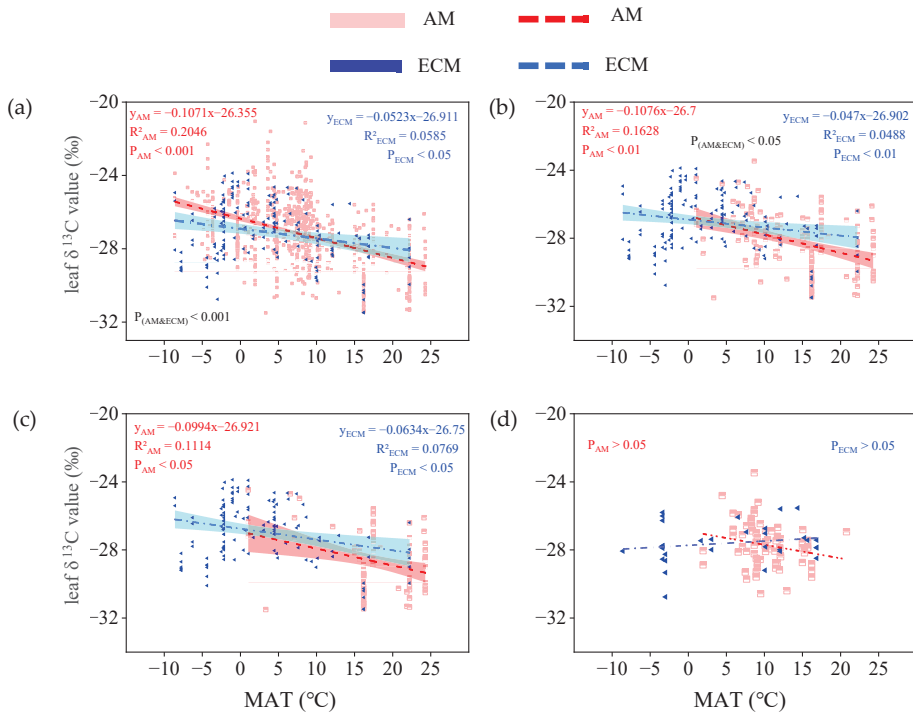 AM
AM
ECM
ECM
(a)
y_AM = −0.1071x−26.355
R²_AM = 0.2046
P_AM < 0.001
y_ECM = −0.0523x−26.911
R²_ECM = 0.0585
P_ECM < 0.05
P_(AM&ECM) < 0.001
leaf δ ¹³C value (‰)
−20
−24
−28
−32
−10 −5 0 5 10 15 20 25
(b)
y_AM = −0.1076x−26.7
R²_AM = 0.1628
P_AM < 0.01
P_(AM&ECM) < 0.05
y_ECM = −0.047x−26.902
R²_ECM = 0.0488
P_ECM < 0.01
−20
−24
−28
−32
−10 −5 0 5 10 15 20 25
(c)
y_AM = −0.0994x−26.921
R²_AM = 0.1114
P_AM < 0.05
y_ECM = −0.0634x−26.75
R²_ECM = 0.0769
P_ECM < 0.05
leaf δ ¹³C value (‰)
−20
−24
−28
−32
−10 −5 0 5 10 15 20 25
MAT (°C)
(d)
P_AM > 0.05
P_ECM > 0.05
−20
−24
−28
−32
−10 −5 0 5 10 15 20 25
MAT (°C)